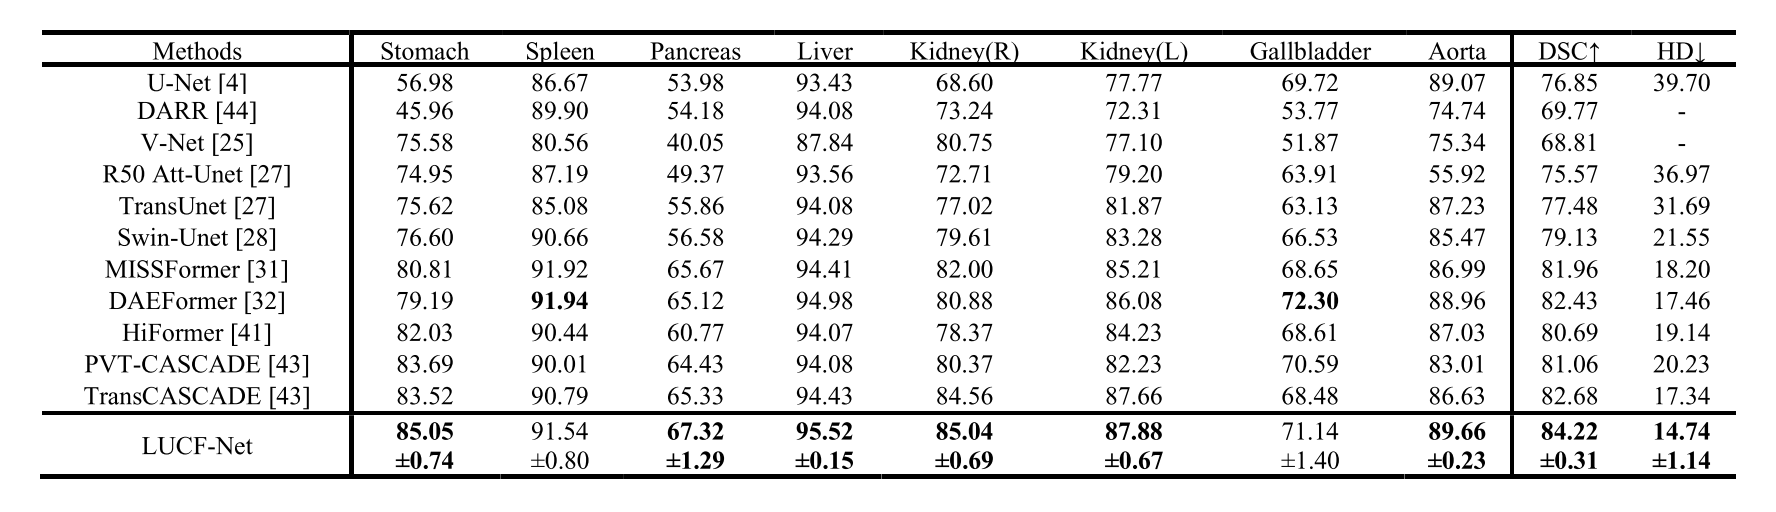 Methods Stomach Spleen Pancreas Liver Kidney(R) Kidney(L) Gallbladder Aorta DSC↑ HD↓
U-Net [4] 56.98 86.67 53.98 93.43 68.60 77.77 69.72 89.07 76.85 39.70
DARR [44] 45.96 89.90 54.18 94.08 73.24 72.31 53.77 74.74 69.77 -
V-Net [25] 75.58 80.56 40.05 87.84 80.75 77.10 51.87 75.34 68.81 -
R50 Att-Unet [27] 74.95 87.19 49.37 93.56 72.71 79.20 63.91 55.92 75.57 36.97
TransUnet [27] 75.62 85.08 55.86 94.08 77.02 81.87 63.13 87.23 77.48 31.69
Swin-Unet [28] 76.60 90.66 56.58 94.29 79.61 83.28 66.53 85.47 79.13 21.55
MISSFormer [31] 80.81 91.92 65.67 94.41 82.00 85.21 68.65 86.99 81.96 18.20
DAEFormer [32] 79.19 91.94 65.12 94.98 80.88 86.08 72.30 88.96 82.43 17.46
HiFormer [41] 82.03 90.44 60.77 94.07 78.37 84.23 68.61 87.03 80.69 19.14
PVT-CASCADE [43] 83.69 90.01 64.43 94.08 80.37 82.23 70.59 83.01 81.06 20.23
TransCASCADE [43] 83.52 90.79 65.33 94.43 84.56 87.66 68.48 86.63 82.68 17.34
LUCF-Net 85.05 91.54 67.32 95.52 85.04 87.88 71.14 89.66 84.22 14.74
±0.74 ±0.80 ±1.29 ±0.15 ±0.69 ±0.67 ±1.40 ±0.23 ±0.31 ±1.14